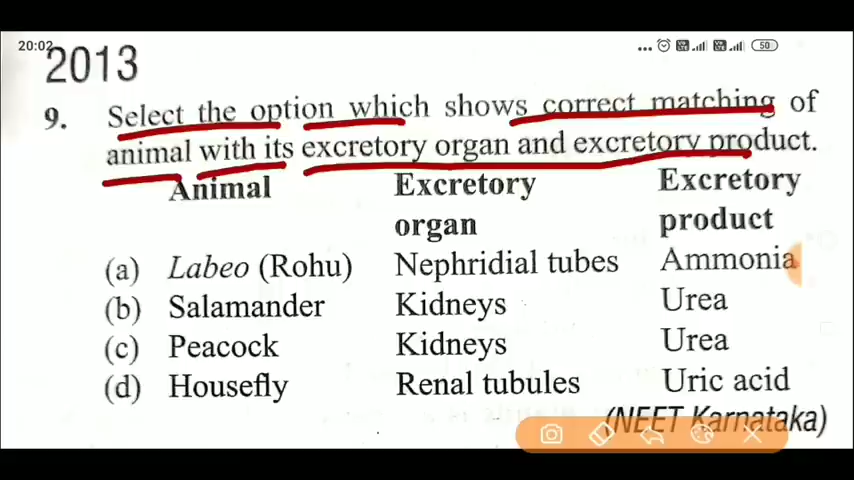 20:02
50
2013
9. Select the option which shows correct matching of
animal with its excretory organ and excretory product.
Animal Excretory Excretory
organ product
(a) Labeo (Rohu) Nephridial tubes Ammonia
(b) Salamander Kidneys Urea
(c) Peacock Kidneys Urea
(d) Housefly Renal tubules Uric acid
(NEET Karnataka)